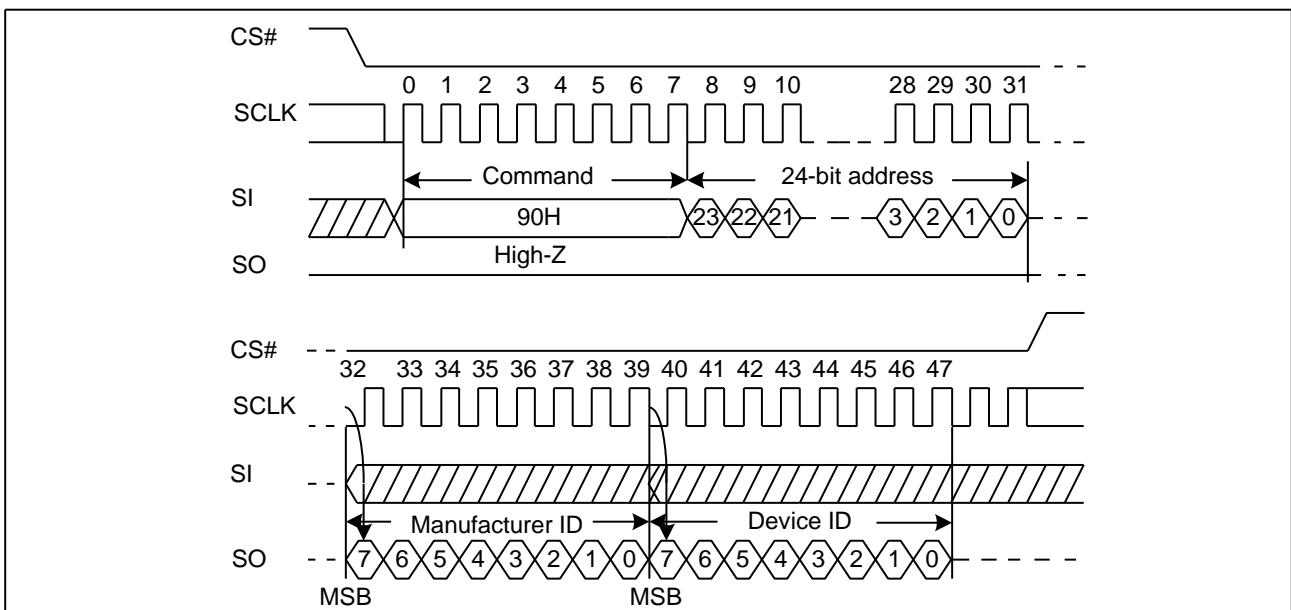 CS#
0 1 2 3 4 5 6 7 8 9 10 28 29 30 31
SCLK
Command 24-bit address
SI
90H 23 22 21 3 2 1 0
High-Z
SO
CS#
32 33 34 35 36 37 38 39 40 41 42 43 44 45 46 47
SCLK
SI
Manufacturer ID Device ID
SO 7 6 5 4 3 2 1 0 7 6 5 4 3 2 1 0
MSB MSB